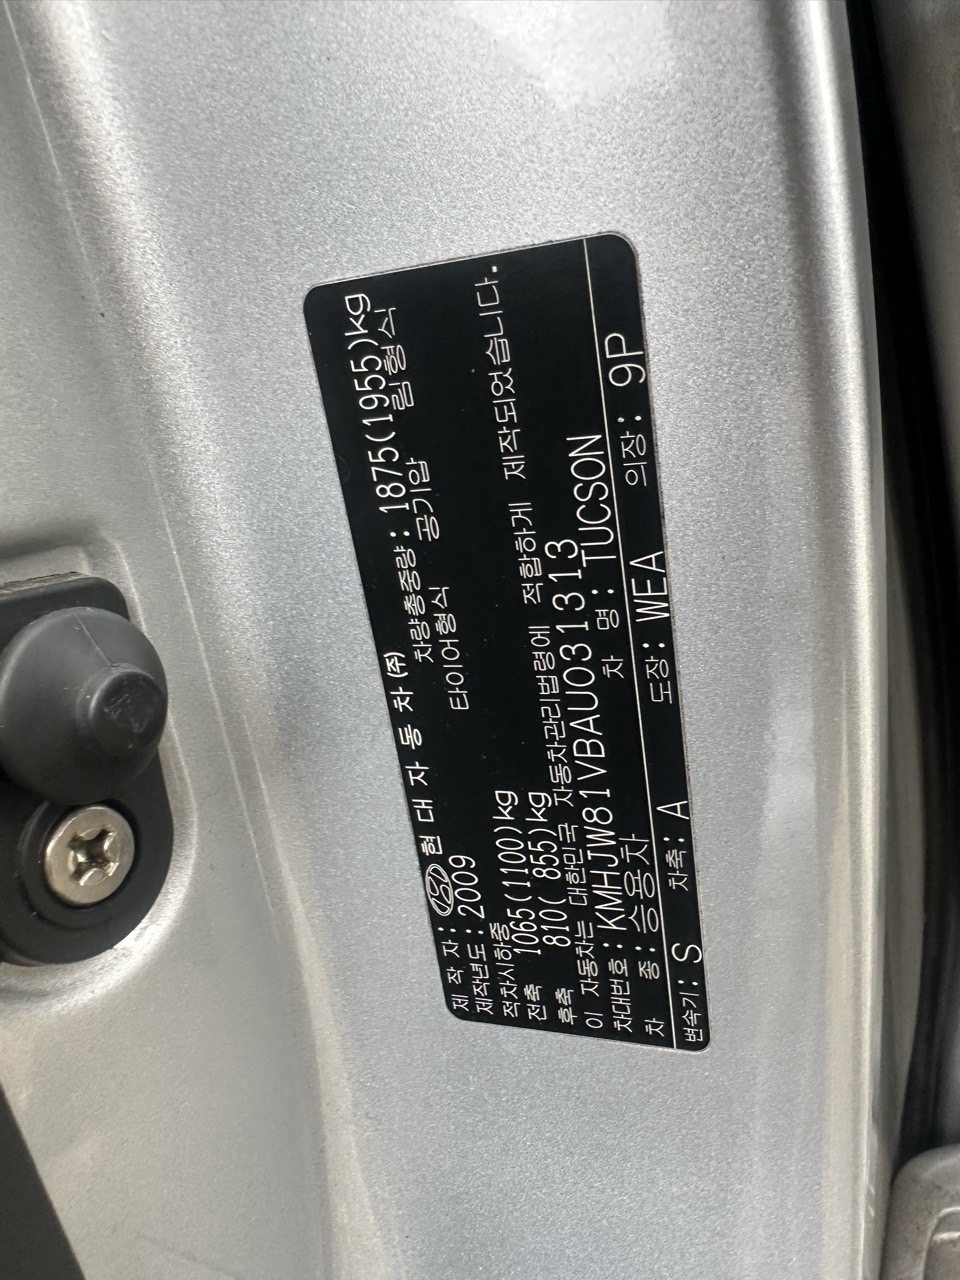 현대자동차(주)
제 작 자:
제작년도: 2009 차량총중량: 1875(1955)kg
적차시하중 타이어형식 공기압 림형식
전축 1065(1100)kg
후축 810( 855)kg
이 자동차는 대한민국 자동차관리법령에 적합하게 제작되었습니다.
차대번호: KMHJW81VBAU031313
차 종: 승용차 차 명: TUCSON
변속기: S 차축: A 도장: WEA 의장: 9P